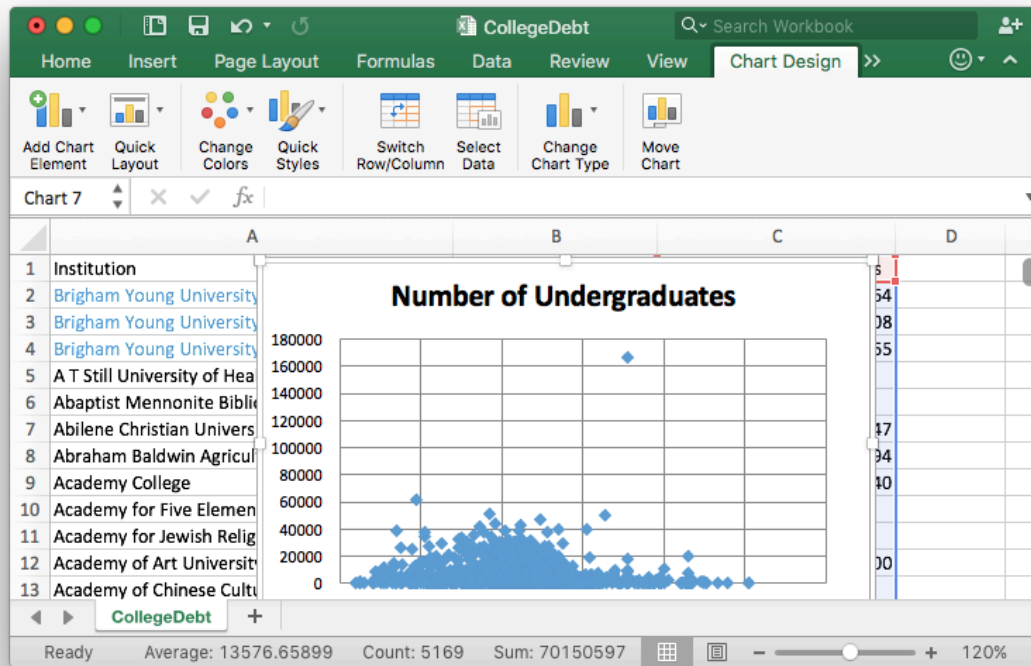 CollegeDebt
Search Workbook
Home Insert Page Layout Formulas Data Review View Chart Design >>
Add Chart Element Quick Layout Change Colors Quick Styles Switch Row/Column Select Data Change Chart Type Move Chart
Chart 7 fx
A B C D
1 Institution s
2 Brigham Young University 54
3 Brigham Young University 08
4 Brigham Young University 55
5 A T Still University of Hea
6 Abaptist Mennonite Biblic
7 Abilene Christian Univers 47
8 Abraham Baldwin Agricul 94
9 Academy College 40
10 Academy for Five Elemen
11 Academy for Jewish Relig
12 Academy of Art University 00
13 Academy of Chinese Cultu
Number of Undergraduates
180000
160000
140000
120000
100000
80000
60000
40000
20000
0
CollegeDebt +
Ready Average: 13576.65899 Count: 5169 Sum: 70150597 − + 120%